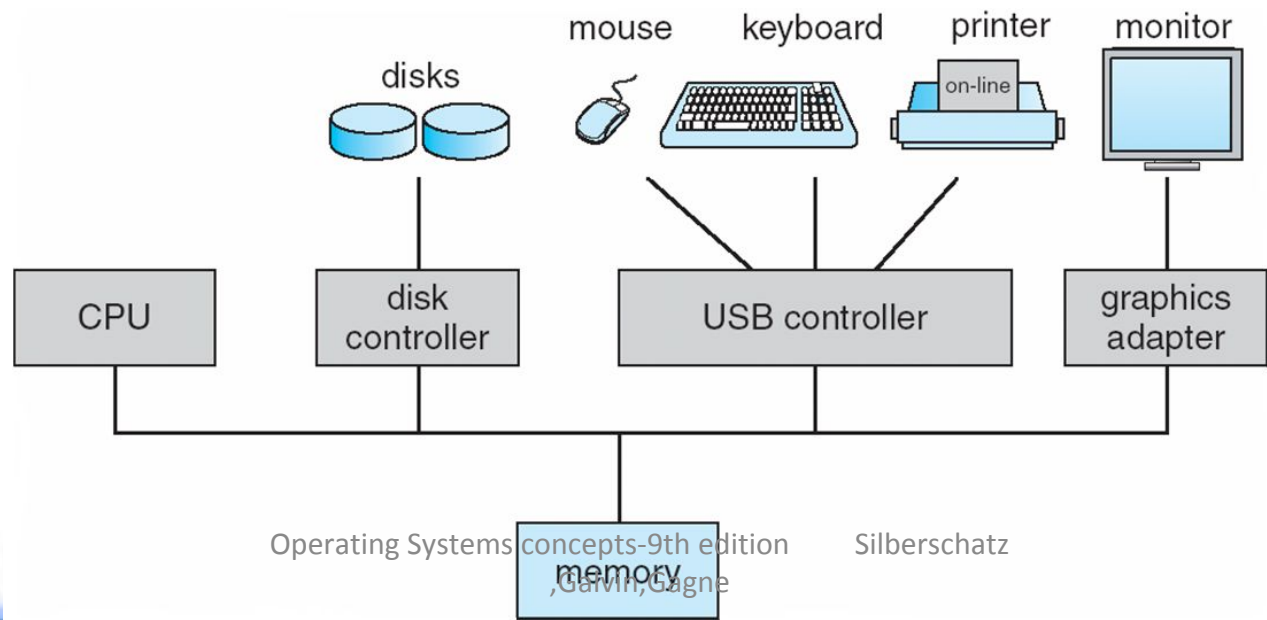 mouse
keyboard
printer
monitor
disks
on-line
CPU
disk
controller
USB controller
graphics
adapter
Operating Systems concepts-9th edition Silberschatz
,Galvin,Gagne
memory